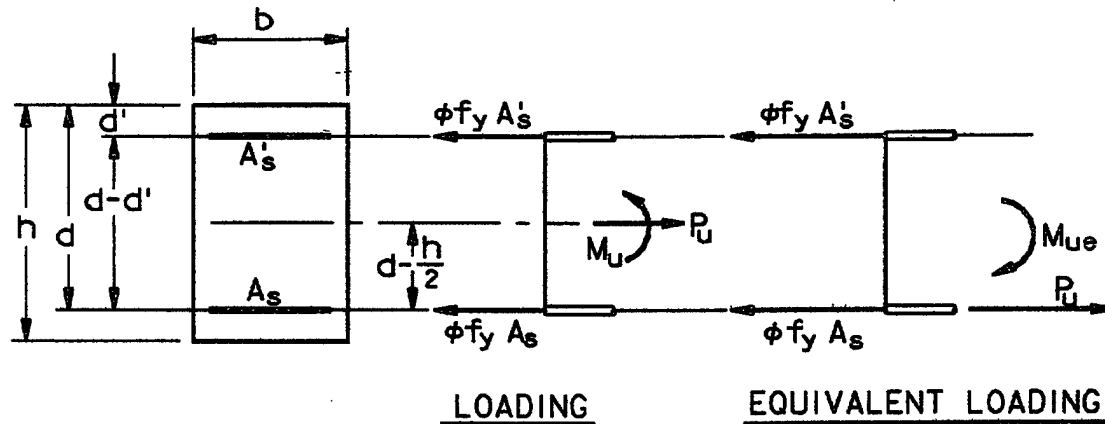 b
d'
A's
d-d'
d
h
d-h/2
As
ϕfy A's
Mu
Pu
ϕfy As
LOADING
ϕfy A's
Mue
Pu
ϕfy As
EQUIVALENT LOADING